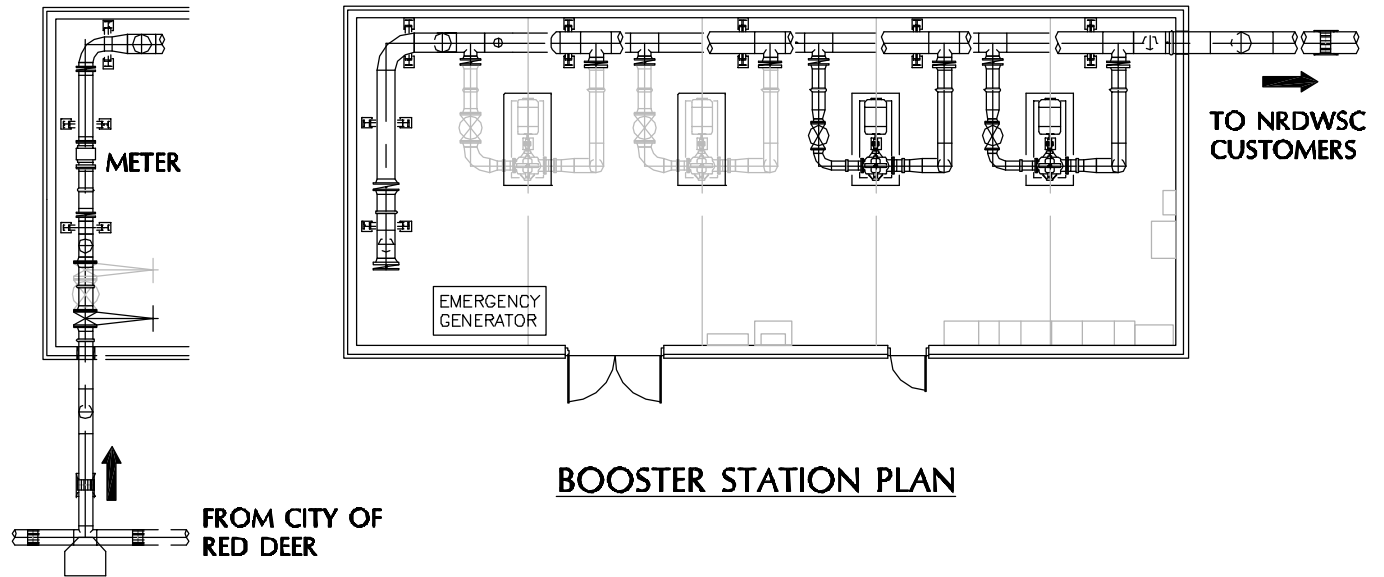 METER
FROM CITY OF
RED DEER
EMERGENCY
GENERATOR
TO NRDWSC
CUSTOMERS
BOOSTER STATION PLAN